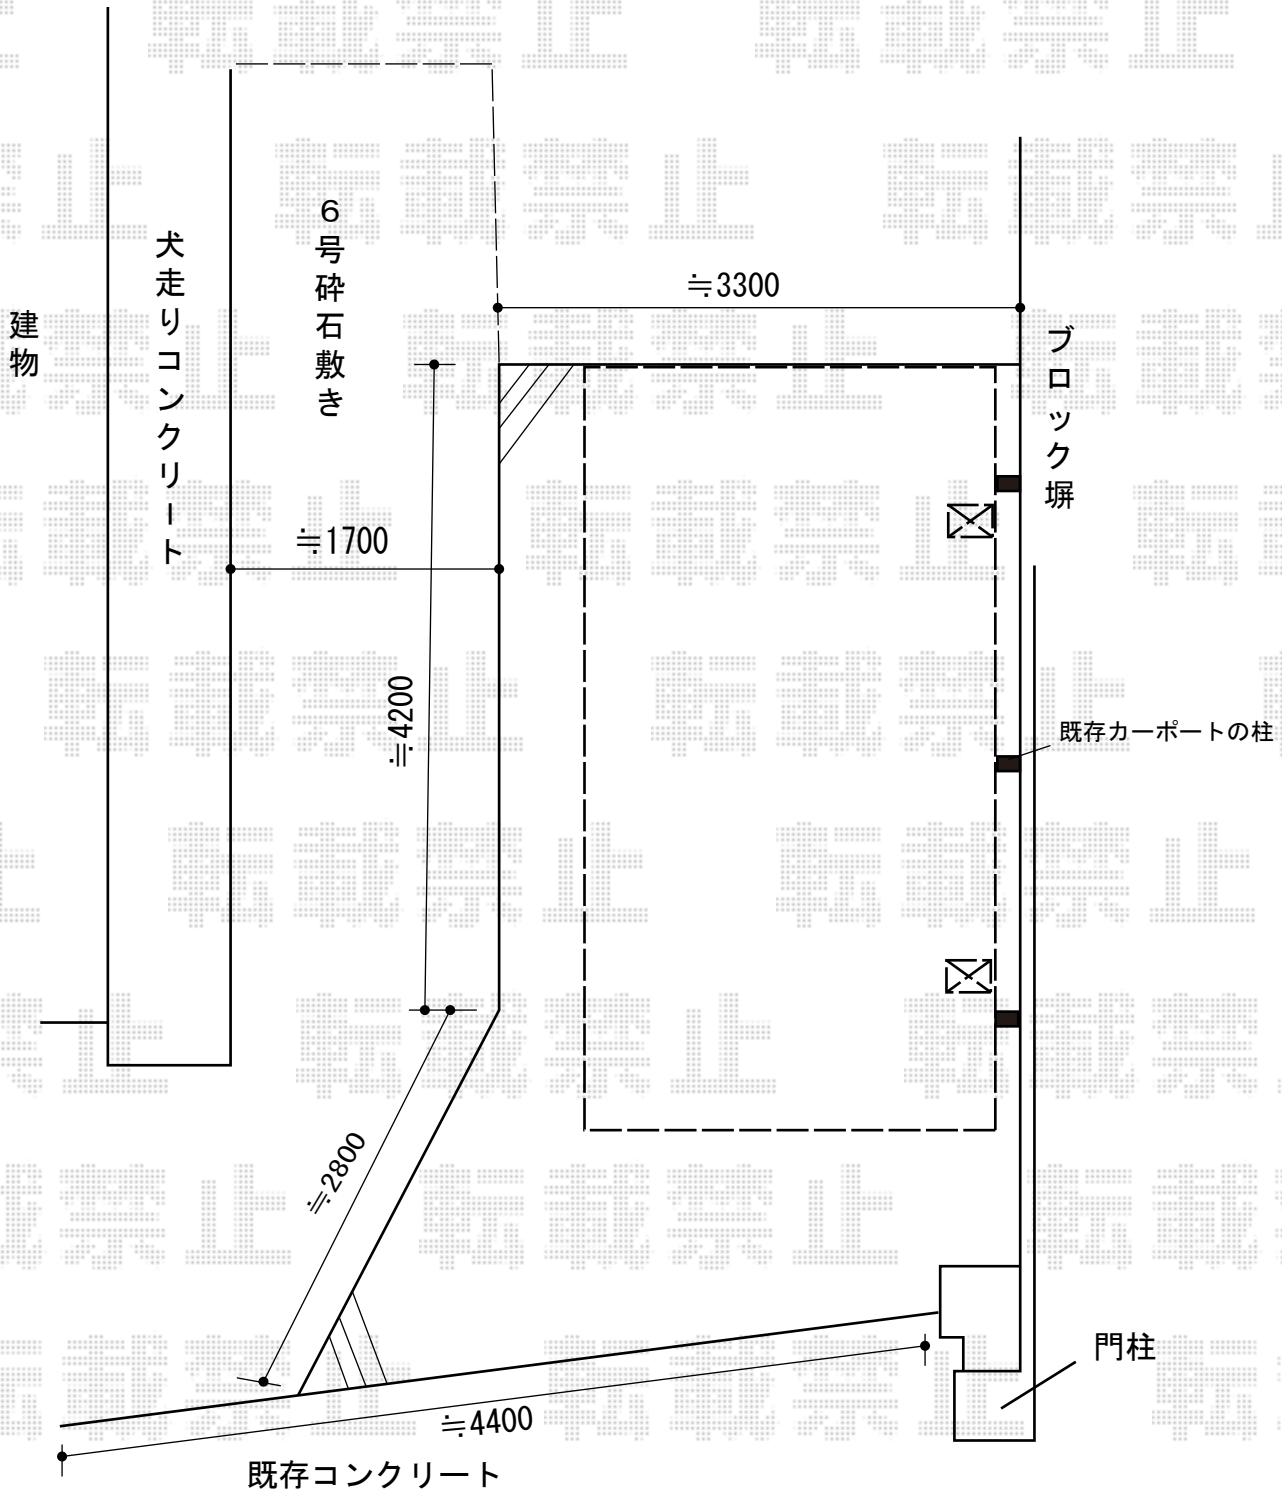 転載禁止
建物
犬走りコンクリート
6号砕石敷き
≒3300
ブロック塀
≒1700
≒4200
既存カーポートの柱
≒2800
門柱
≒4400
既存コンクリート